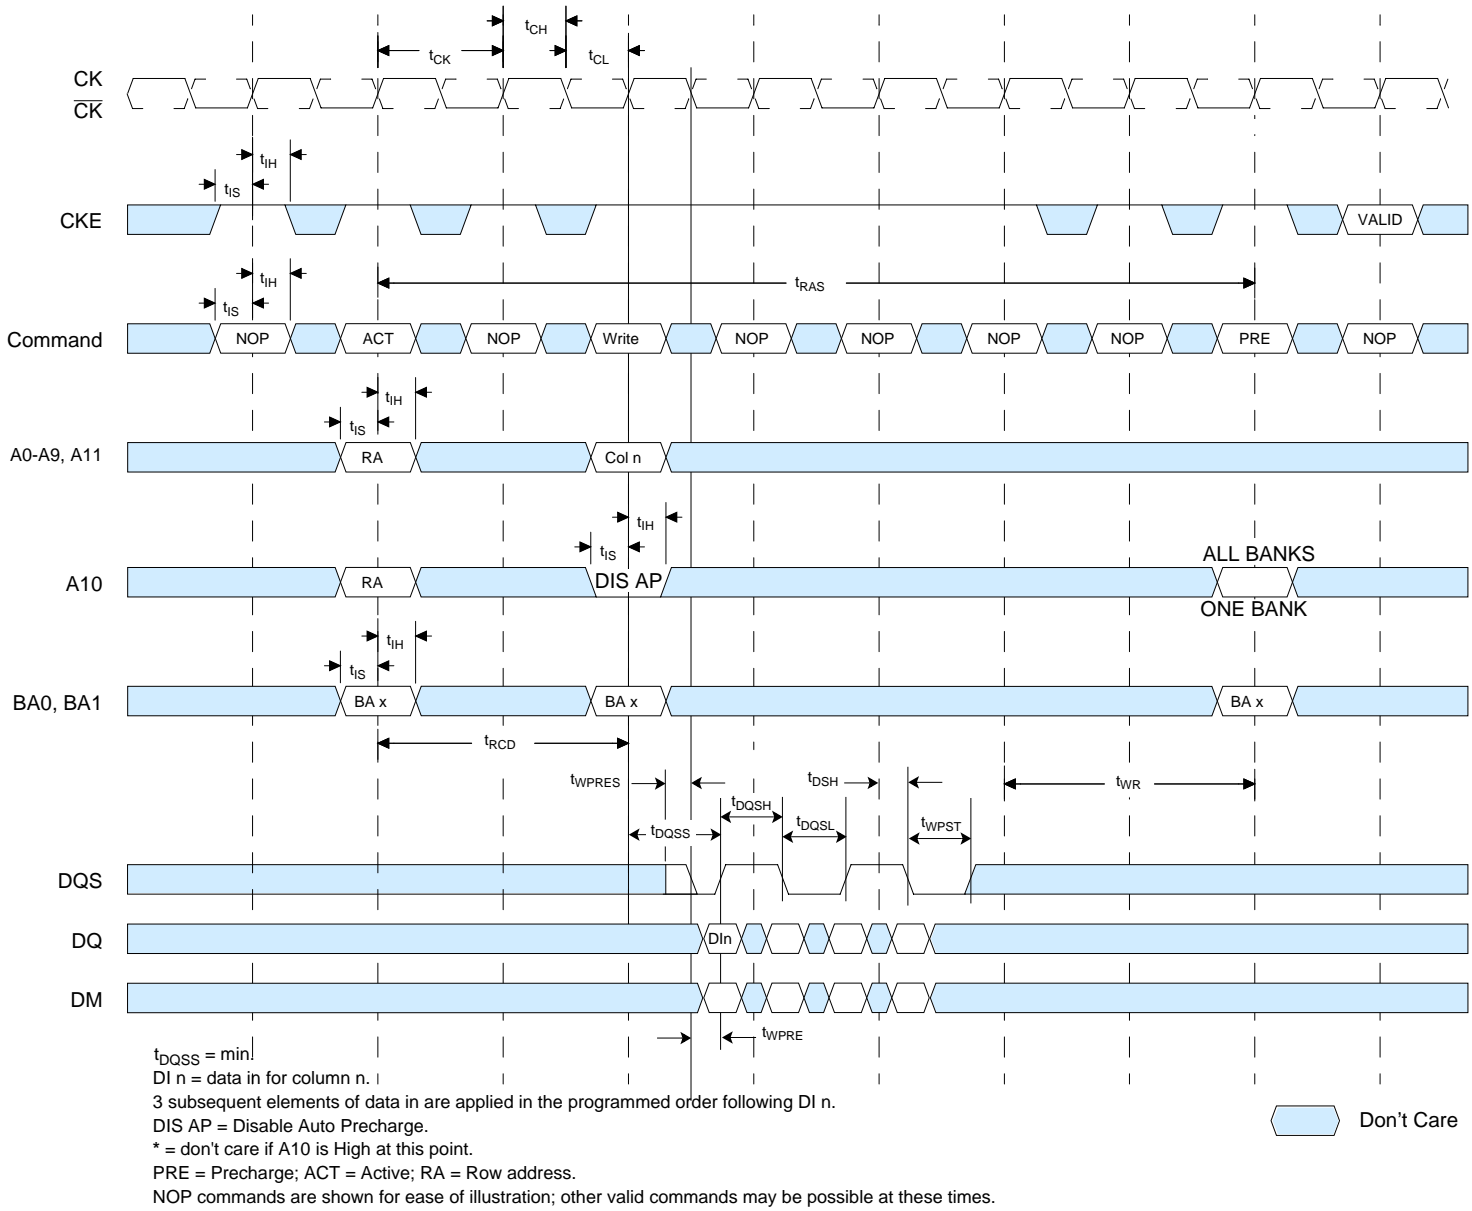 tCH
tCK
tCL
CK
CK
tIH
tIS
CKE
VALID
tIH
tIS
tRAS
Command
NOP
ACT
NOP
Write
NOP
NOP
NOP
NOP
PRE
NOP
tIH
tIS
A0-A9, A11
RA
Col n
tIH
tIS
ALL BANKS
A10
RA
DIS AP
ONE BANK
tIH
tIS
BA0, BA1
BA x
BA x
BA x
tRCD
tWPRES
tDSH
tWR
tDQSH
tDQSS
tDQSL
tWPST
DQS
DQ
DIn
DM
tWPRE
tDQSS = min.
DI n = data in for column n.
3 subsequent elements of data in are applied in the programmed order following DI n.
DIS AP = Disable Auto Precharge.
* = don't care if A10 is High at this point.
PRE = Precharge; ACT = Active; RA = Row address.
NOP commands are shown for ease of illustration; other valid commands may be possible at these times.
Don't Care